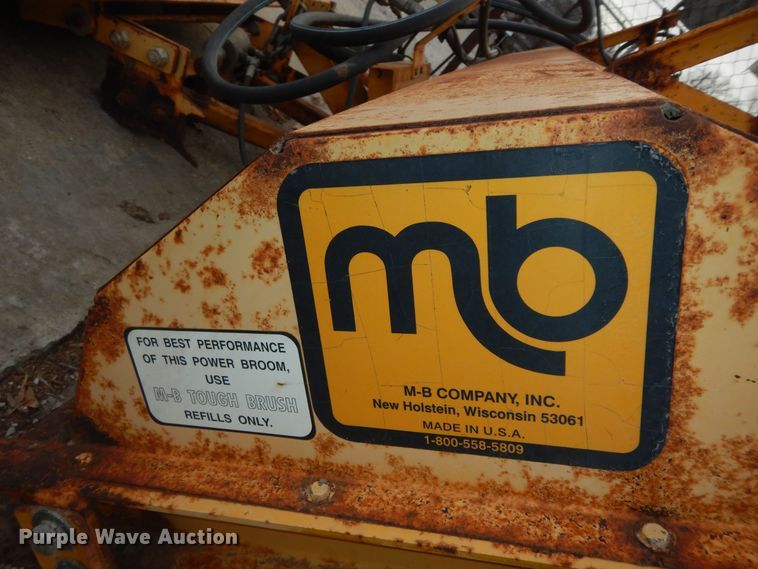 mb
M-B COMPANY, INC.
New Holstein, Wisconsin 53061
MADE IN U.S.A.
1-800-558-5809
FOR BEST PERFORMANCE
OF THIS POWER BROOM,
USE
M-B TOUGH BRUSH
REFILLS ONLY.
Purple Wave Auction